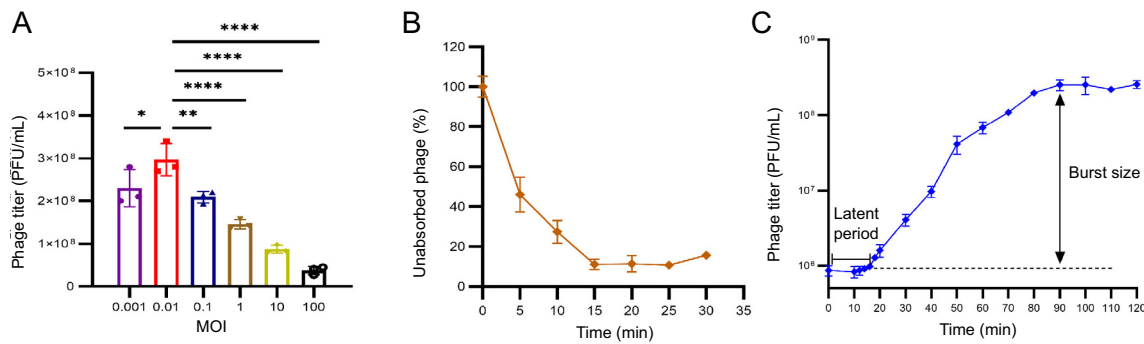 A
****
****
****
* **
5×10⁸
4×10⁸
3×10⁸
2×10⁸
1×10⁸
0
Phage titer (PFU/mL)
0.001 0.01 0.1 1 10 100
MOI
B
120
100
80
60
40
20
0
Unabsorbed phage (%)
0 5 10 15 20 25 30 35
Time (min)
C
10⁹
10⁸
10⁷
10⁶
Phage titer (PFU/mL)
Latent
period
Burst size
0 10 20 30 40 50 60 70 80 90 100 110 120
Time (min)